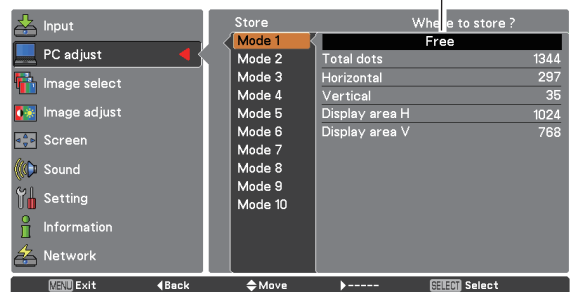 Input
PC adjust
Image select
Image adjust
Screen
Sound
Setting
Information
Network
Store
Where to store ?
Mode 1
Mode 2
Mode 3
Mode 4
Mode 5
Mode 6
Mode 7
Mode 8
Mode 9
Mode 10
Free
Total dots 1344
Horizontal 297
Vertical 35
Display area H 1024
Display area V 768
MENU Exit ◀Back Move ▶----- SELECT Select